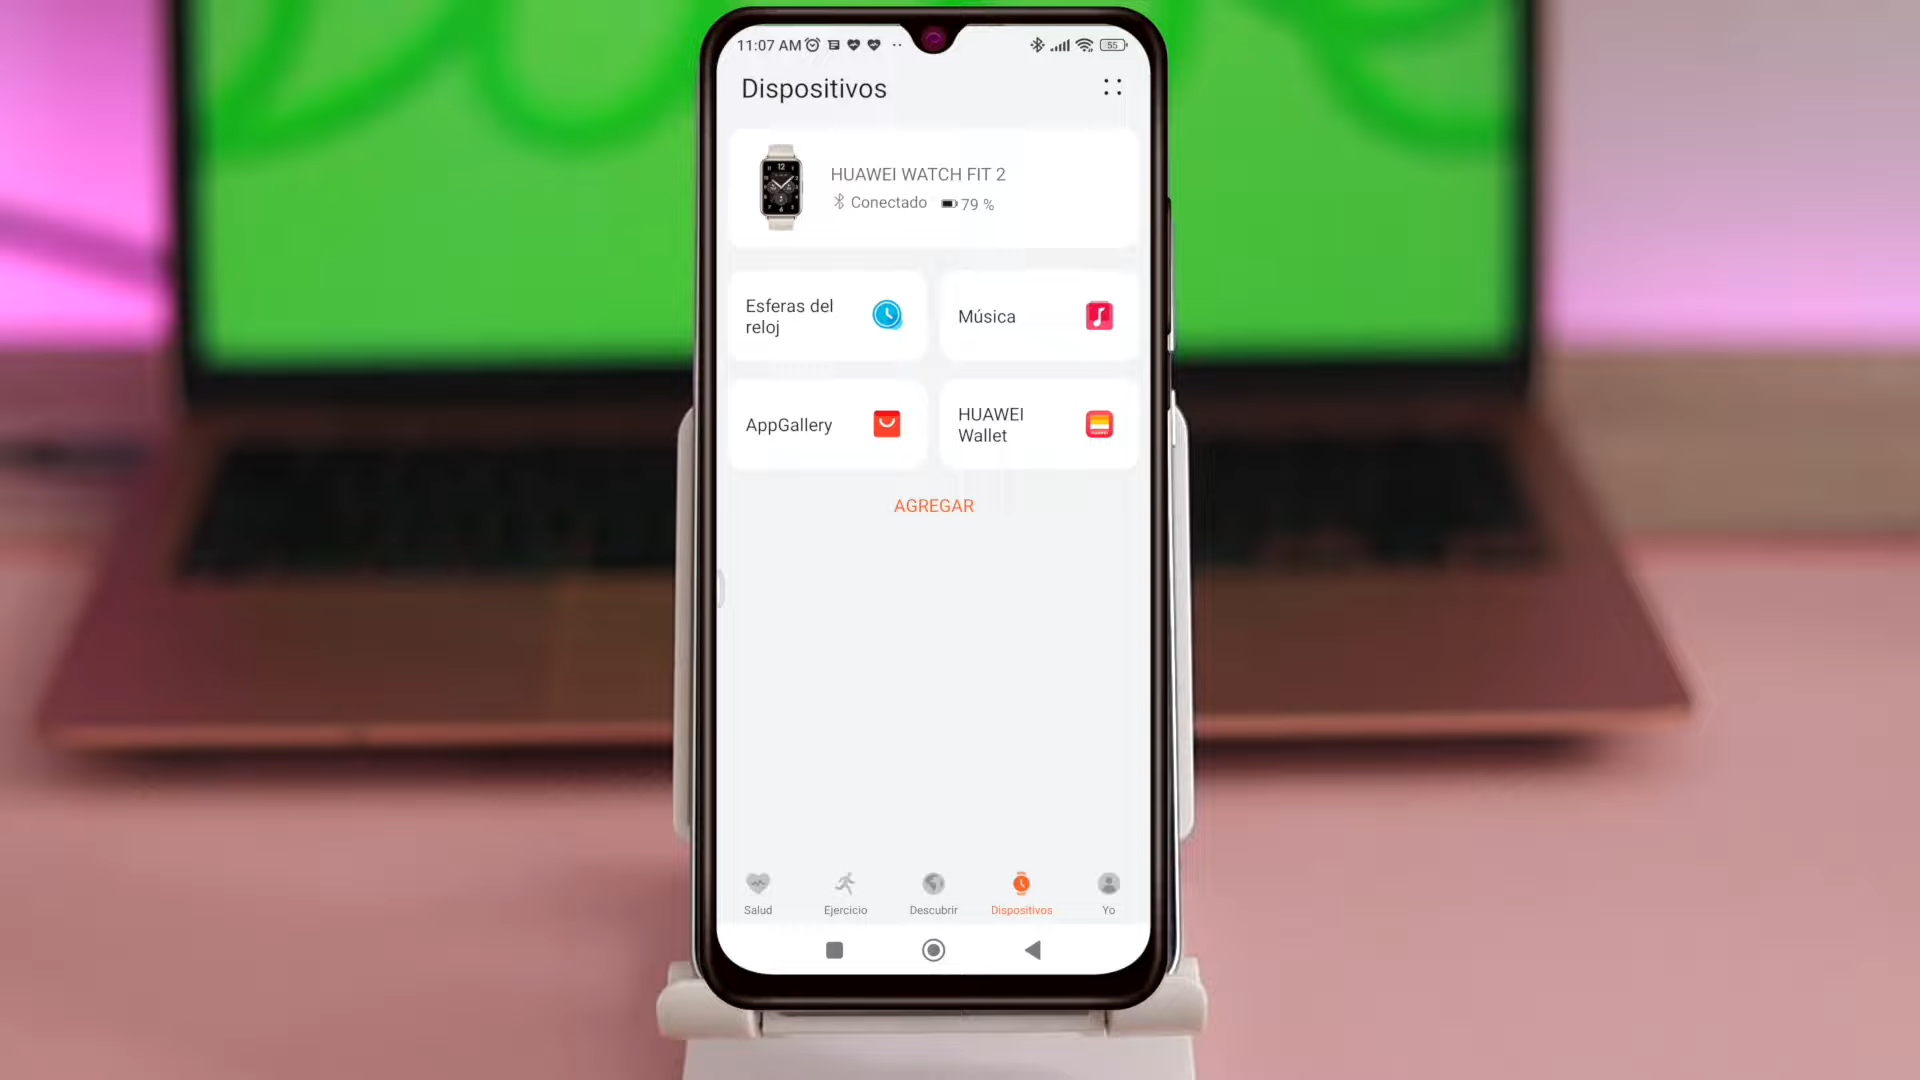 11:07 AM
55
Dispositivos
HUAWEI WATCH FIT 2
Conectado 79 %
Esferas del
reloj
Música
AppGallery
HUAWEI
Wallet
AGREGAR
Salud
Ejercicio
Descubrir
Dispositivos
Yo